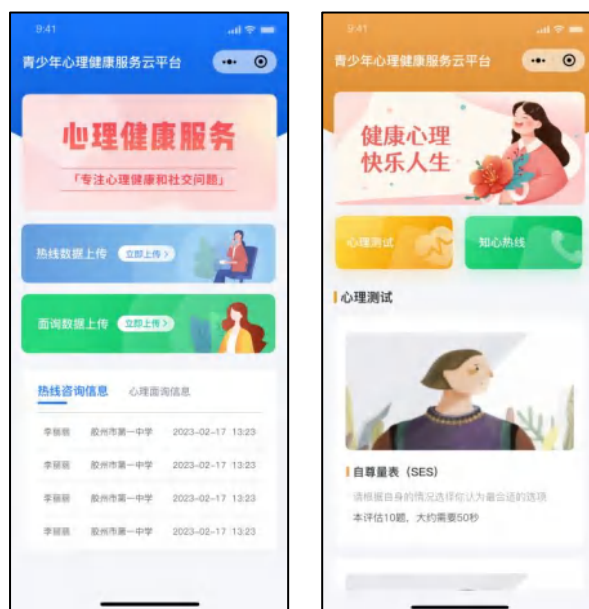 9:41
青少年心理健康服务云平台
心理健康服务
「专注心理健康和社交问题」
热线数据上传 立即上传 >
面询数据上传 立即上传 >
热线咨询信息 心理面询信息
李丽丽 胶州市第一中学 2023-02-17 13:23
李丽丽 胶州市第一中学 2023-02-17 13:23
李丽丽 胶州市第一中学 2023-02-17 13:23
李丽丽 胶州市第一中学 2023-02-17 13:23
9:41
青少年心理健康服务云平台
健康心理
快乐人生
心理测试 知心热线
心理测试
自尊量表（SES）
请根据自身的情况选择你认为最合适的选项
本评估10题，大约需要50秒